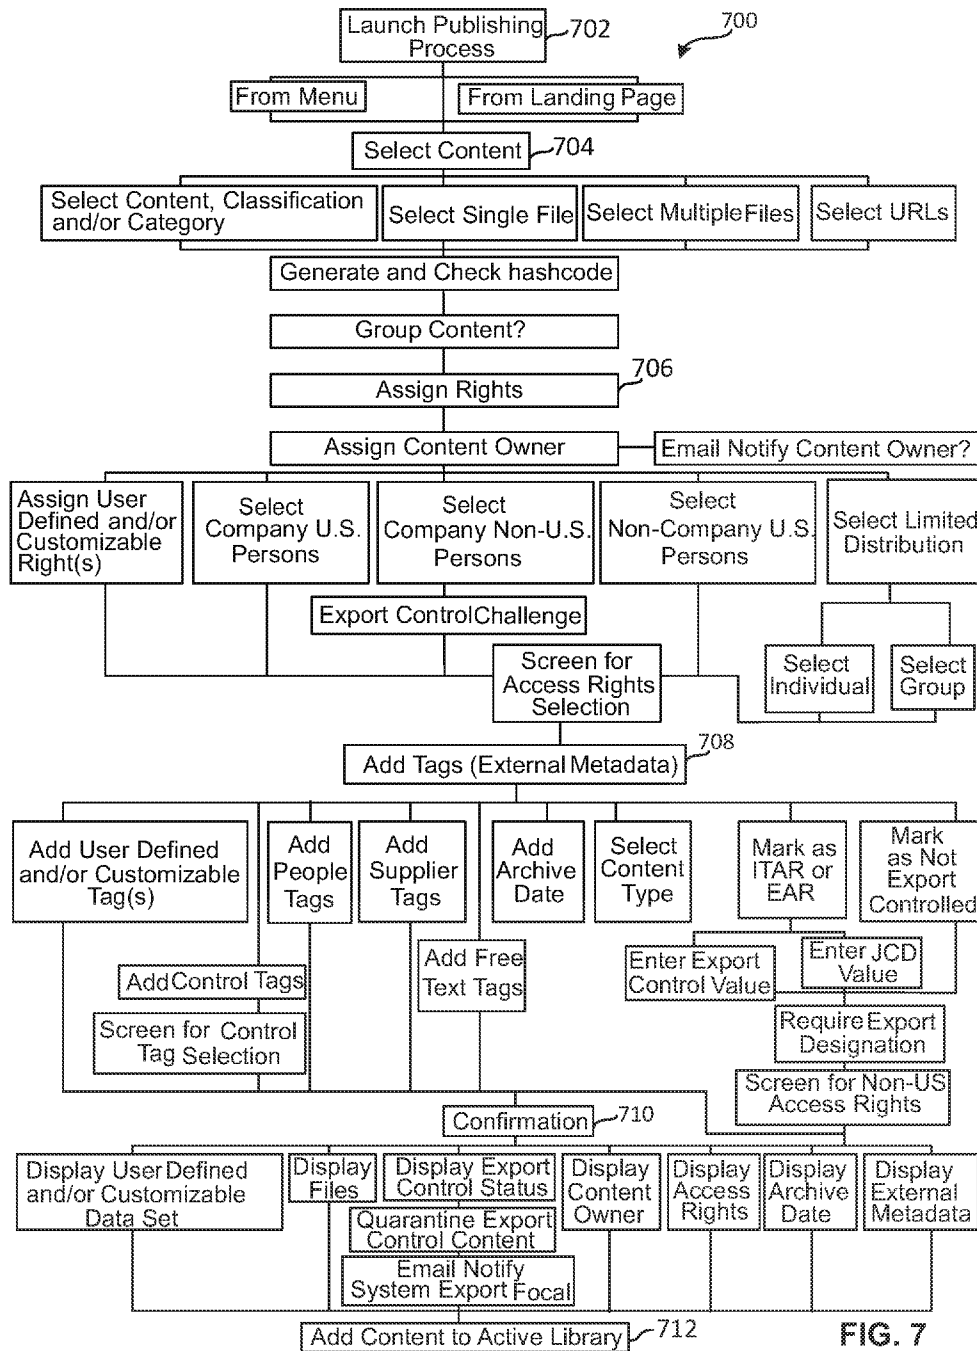 Launch Publishing
Process
702
700
From Menu
From Landing Page
Select Content
704
Select Content, Classification
and/or Category
Select Single File
Select Multiple Files
Select URLs
Generate and Check hashcode
Group Content?
706
Assign Rights
Assign Content Owner
Email Notify Content Owner?
Assign User
Defined and/or
Customizable
Right(s)
Select
Company U.S.
Persons
Select
Company Non-U.S.
Persons
Select
Non-Company U.S.
Persons
Select Limited
Distribution
Export Control Challenge
Screen for
Access Rights
Selection
Select
Individual
Select
Group
708
Add Tags (External Metadata)
Add User Defined
and/or Customizable
Tag(s)
Add
People
Tags
Add
Supplier
Tags
Add
Archive
Date
Select
Content
Type
Mark as
ITAR or
EAR
Mark
as Not
Export
Controlled
Add Free
Text Tags
Enter Export
Control Value
Enter JCD
Value
Add Control Tags
Screen for Control
Tag Selection
Require Export
Designation
Screen for Non-US
Access Rights
Confirmation
710
Display User Defined
and/or Customizable
Data Set
Display
Files
Display Export
Control Status
Quarantine Export
Control Content
Email Notify
System Export Focal
Display
Content
Owner
Display
Access
Rights
Display
Archive
Date
Display
External
Metadata
Add Content to Active Library
712
FIG. 7